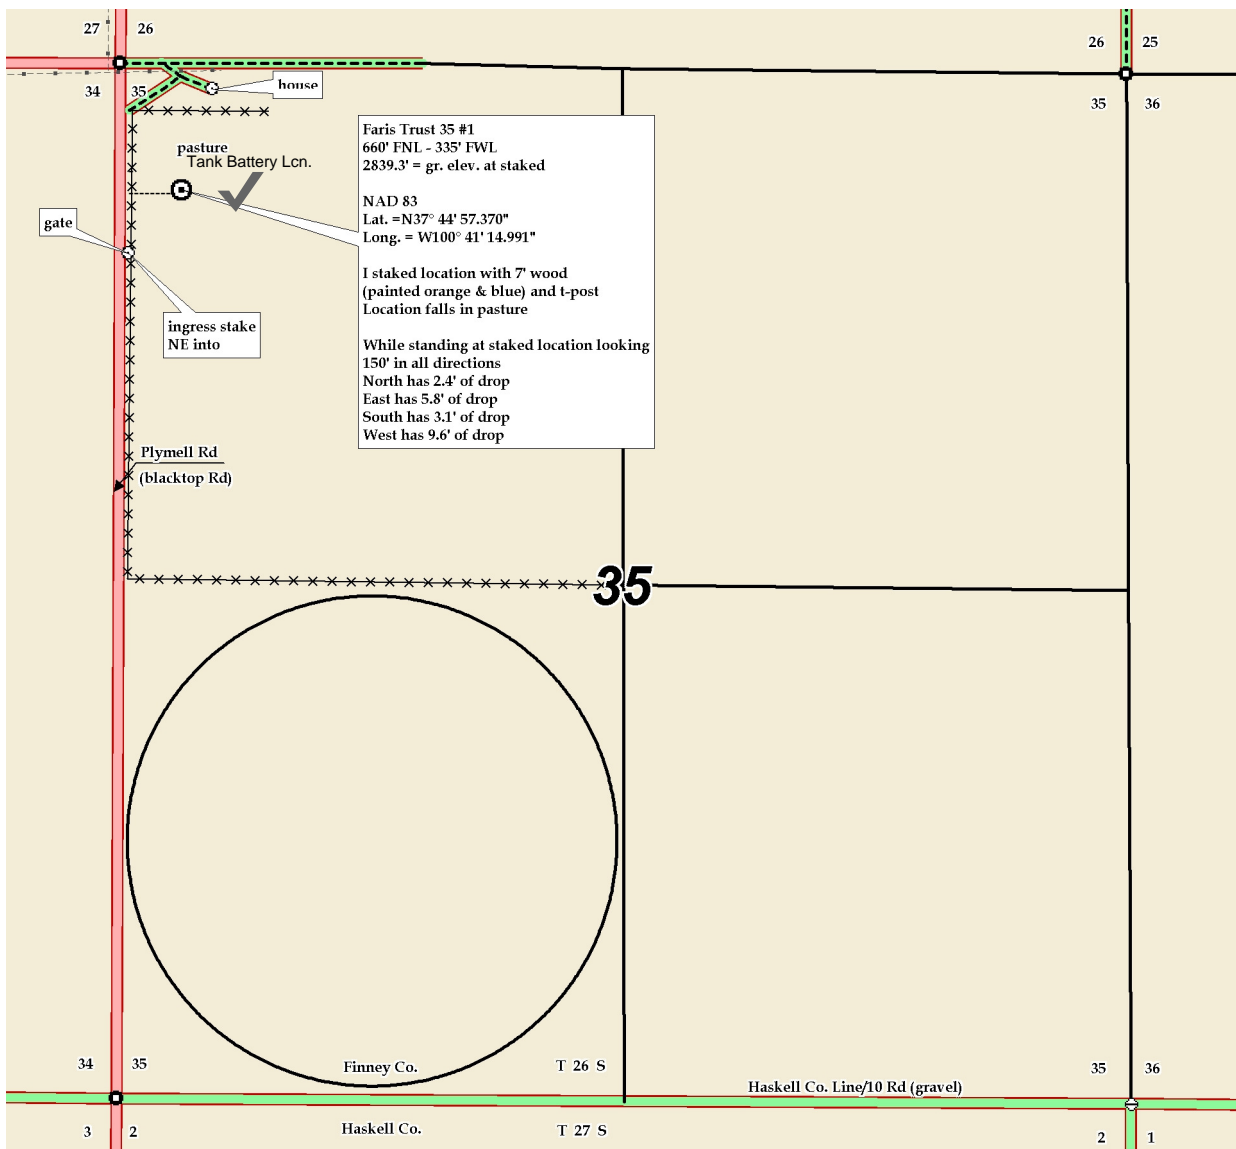 27 26
26 25
34 35
35 36
house
pasture
Tank Battery Lcn.
Faris Trust 35 #1
660' FNL - 335' FWL
2839.3' = gr. elev. at staked
NAD 83
Lat. =N37° 44' 57.370"
Long. = W100° 41' 14.991"
I staked location with 7' wood
(painted orange & blue) and t-post
Location falls in pasture
While standing at staked location looking
150' in all directions
North has 2.4' of drop
East has 5.8' of drop
South has 3.1' of drop
West has 9.6' of drop
gate
ingress stake
NE into
Plymell Rd
(blacktop Rd)
35
34 35
Finney Co.
T 26 S
35 36
Haskell Co. Line/10 Rd (gravel)
3 2
Haskell Co.
T 27 S
2 1